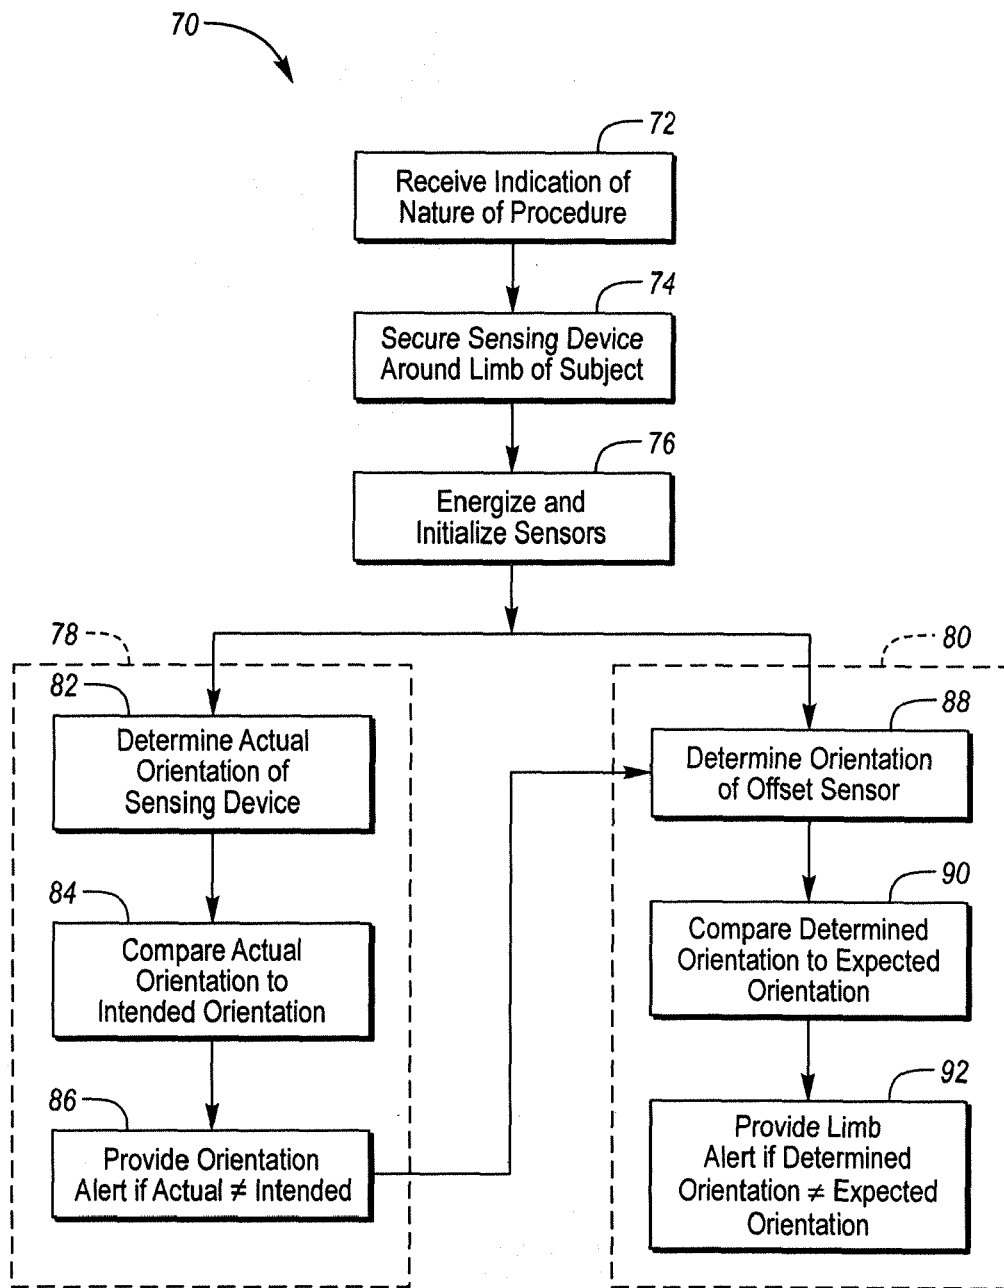 70
72
Receive Indication of
Nature of Procedure
74
Secure Sensing Device
Around Limb of Subject
76
Energize and
Initialize Sensors
78
80
82
Determine Actual
Orientation of
Sensing Device
84
Compare Actual
Orientation to
Intended Orientation
86
Provide Orientation
Alert if Actual ≠ Intended
88
Determine Orientation
of Offset Sensor
90
Compare Determined
Orientation to Expected
Orientation
92
Provide Limb
Alert if Determined
Orientation ≠ Expected
Orientation